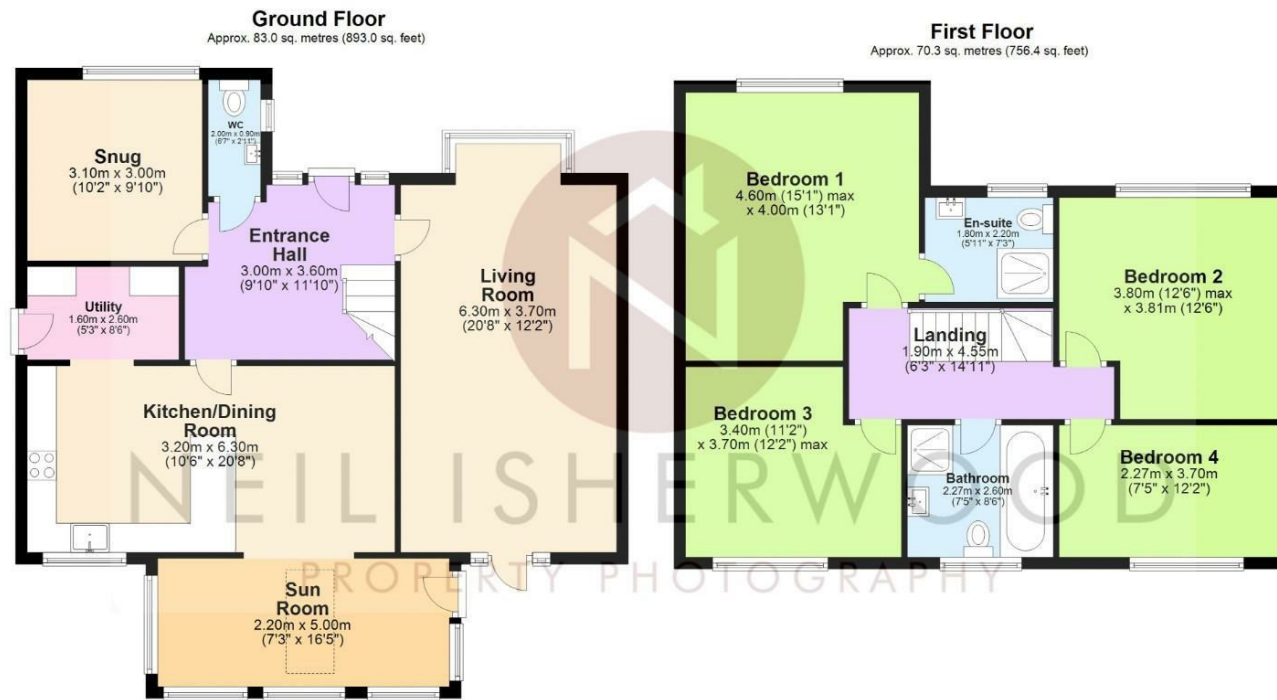 Ground Floor
Approx. 83.0 sq. metres (893.0 sq. feet)
Snug
3.10m x 3.00m
(10'2" x 9'10")
WC
2.00m x 0.90m
(6'7" x 2'11")
Entrance
Hall
3.00m x 3.60m
(9'10" x 11'10")
Living
Room
6.30m x 3.70m
(20'8" x 12'2")
Utility
1.60m x 2.60m
(5'3" x 8'6")
Kitchen/Dining
Room
3.20m x 6.30m
(10'6" x 20'8")
Sun
Room
2.20m x 5.00m
(7'3" x 16'5")
First Floor
Approx. 70.3 sq. metres (756.4 sq. feet)
Bedroom 1
4.60m (15'1") max
x 4.00m (13'1")
En-suite
1.80m x 2.20m
(5'11" x 7'3")
Bedroom 2
3.80m (12'6") max
x 3.81m (12'6")
Landing
1.90m x 4.55m
(6'3" x 14'11")
Bedroom 3
3.40m (11'2")
x 3.70m (12'2") max
Bathroom
2.27m x 2.60m
(7'5" x 8'6")
Bedroom 4
2.27m x 3.70m
(7'5" x 12'2")
NEIL ISHERWOOD
PROPERTY PHOTOGRAPHY